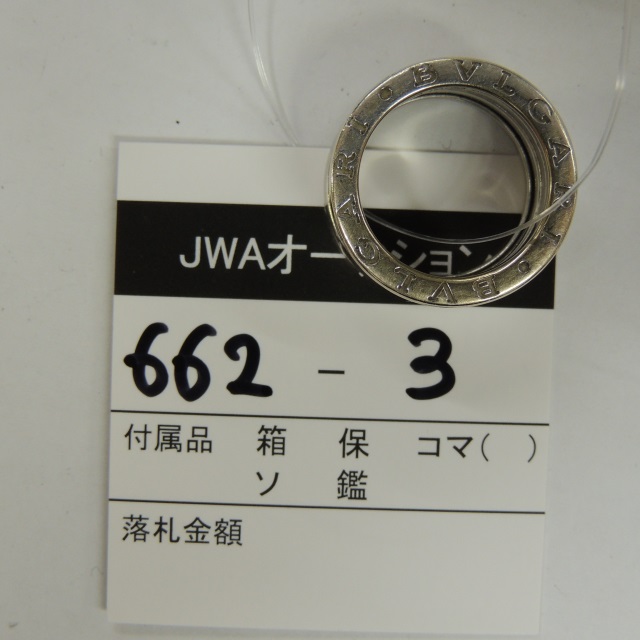 BVLGARI • BVLGARI •
JWAオークション
662 - 3
付属品 箱 保 コマ( )
ソ 鑑
落札金額